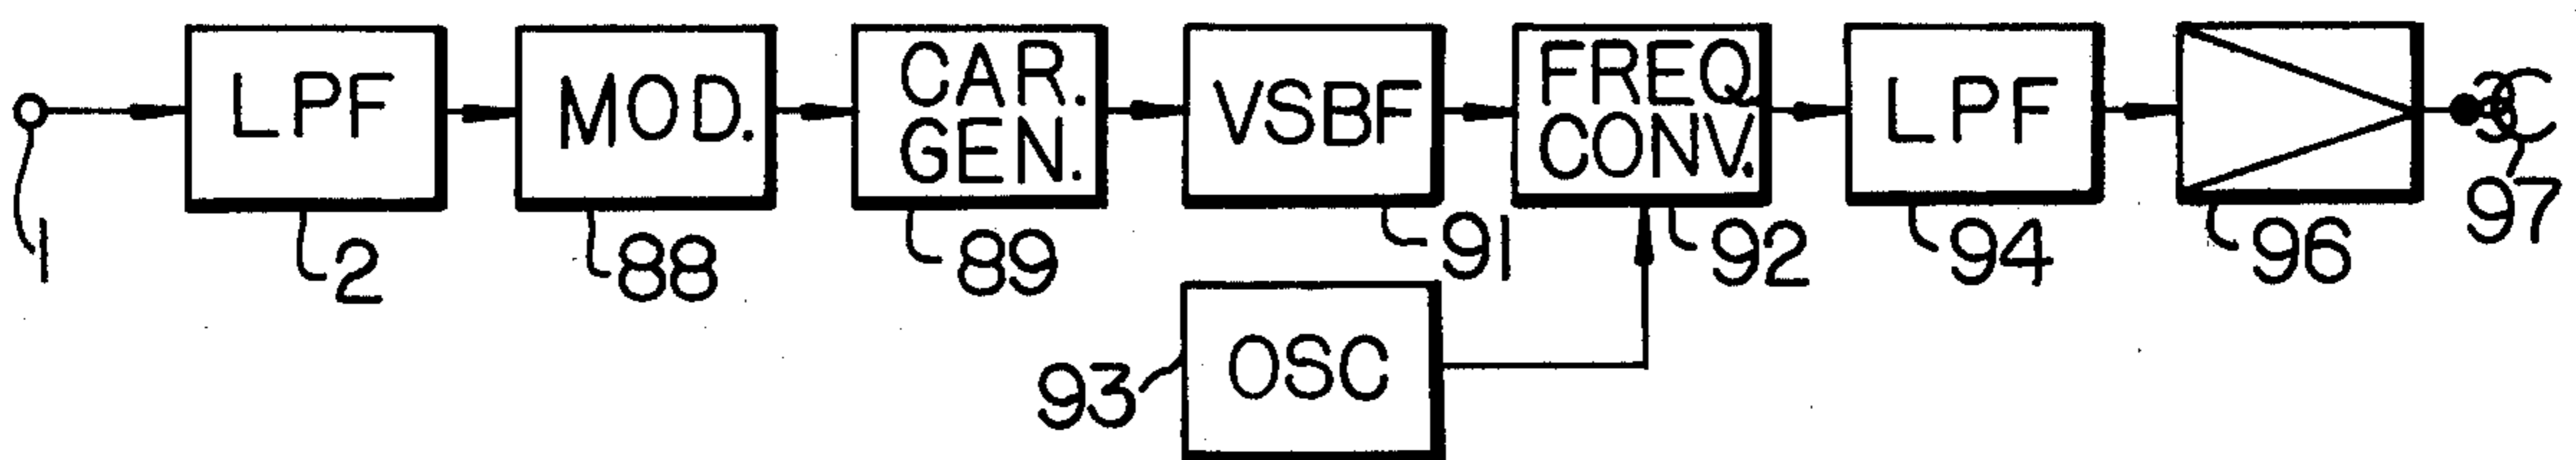 LPF
MOD.
CAR.
GEN.
VSBF
FREQ.
CONV.
LPF
1
2
88
89
91
92
94
96
97
93
OSC